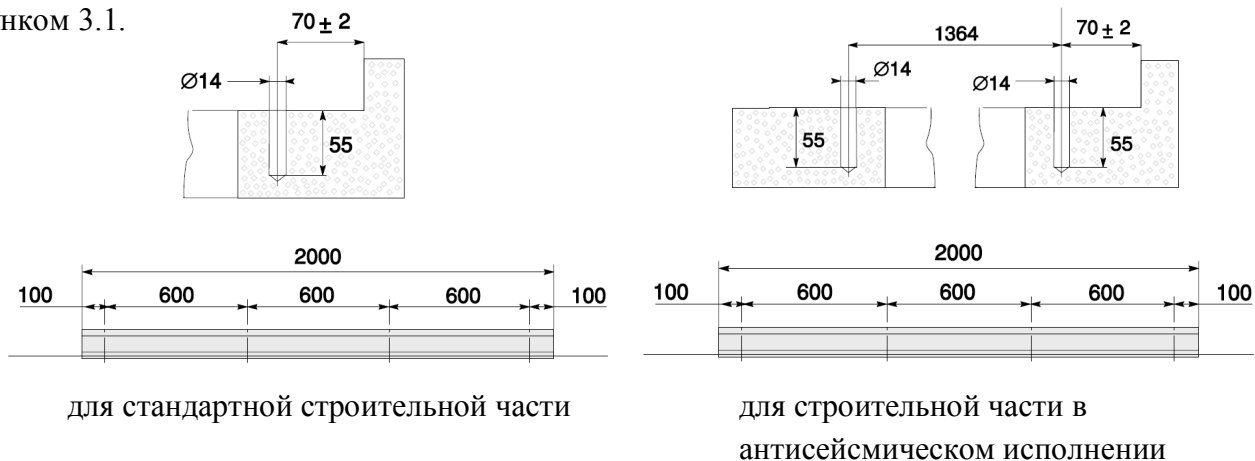 нком 3.1.
70 ± 2
Ø14
55
2000
100 600 600 600 100
для стандартной строительной части
1364 70 ± 2
Ø14 Ø14
55 55
2000
100 600 600 600 100
для строительной части в
антисейсмическом исполнении